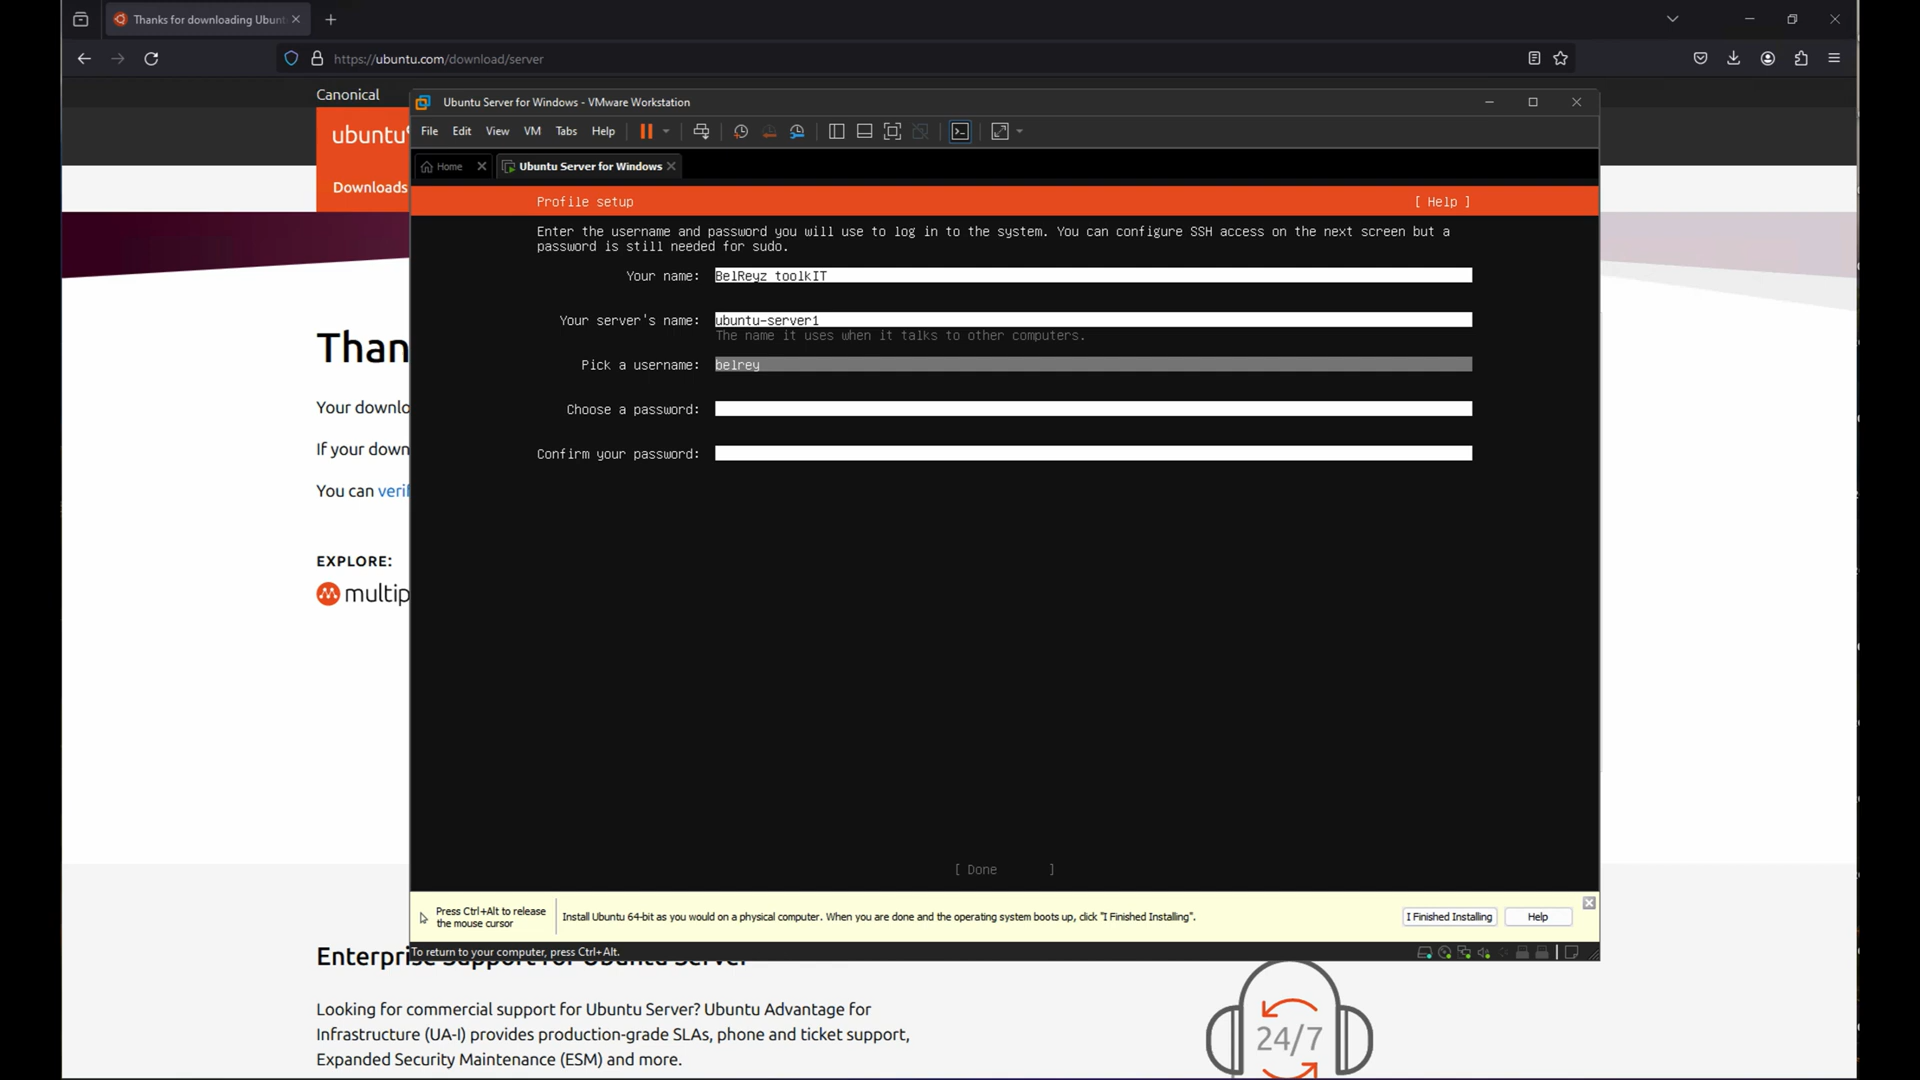 Thanks for downloading Ubunt
https://ubuntu.com/download/server
Canonical
ubuntu
Downloads
Than
Your downlo
If your down
You can verif
EXPLORE:
multip
Ubuntu Server for Windows - VMware Workstation
File Edit View VM Tabs Help
Home
Ubuntu Server for Windows
Profile setup
[ Help ]
Enter the username and password you will use to log in to the system. You can configure SSH access on the next screen but a
password is still needed for sudo.
Your name: BelReyz toolkIT
Your server's name: ubuntu-server1
The name it uses when it talks to other computers.
Pick a username: belrey
Choose a password:
Confirm your password:
[ Done ]
Press Ctrl+Alt to release
the mouse cursor
Install Ubuntu 64-bit as you would on a physical computer. When you are done and the operating system boots up, click "I Finished Installing".
I Finished Installing
Help
To return to your computer, press Ctrl+Alt.
Enterprise Support for Ubuntu Server
Looking for commercial support for Ubuntu Server? Ubuntu Advantage for
Infrastructure (UA-I) provides production-grade SLAs, phone and ticket support,
Expanded Security Maintenance (ESM) and more.
24/7